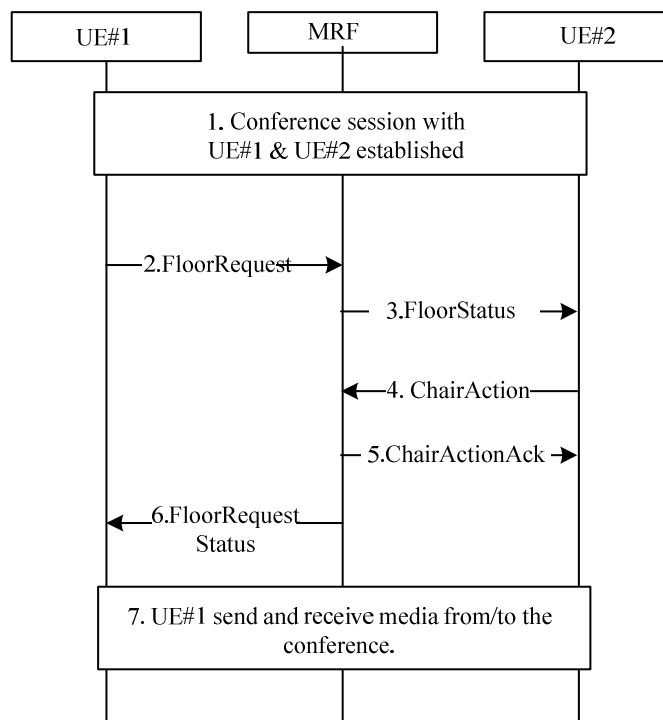 UE#1
MRF
UE#2
1. Conference session with
UE#1 & UE#2 established
2.FloorRequest
3.FloorStatus
4. ChairAction
5.ChairActionAck
6.FloorRequest
Status
7. UE#1 send and receive media from/to the
conference.